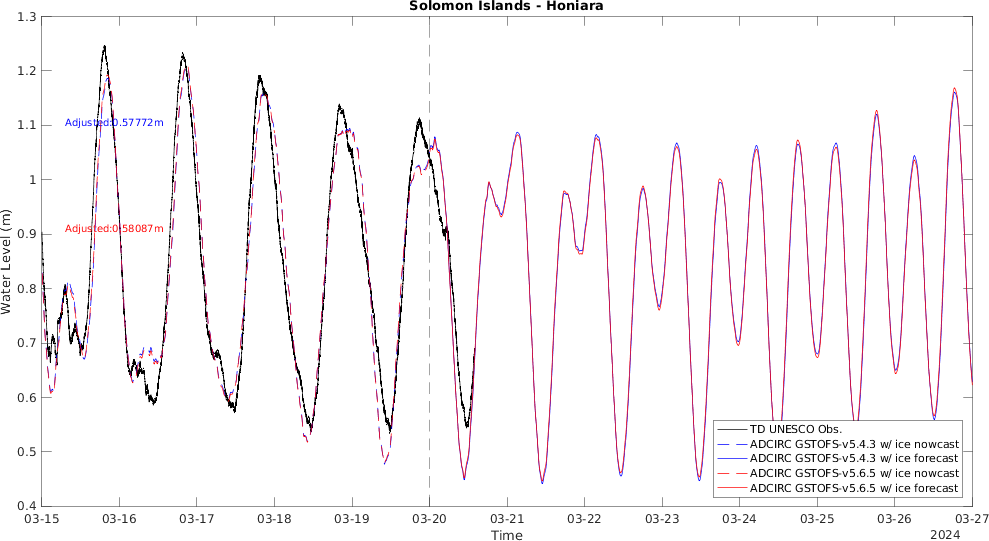 Solomon Islands - Honiara
1.3
1.2
1.1
1
0.9
0.8
0.7
0.6
0.5
0.4
Water Level (m)
Adjusted:0.57772m
Adjusted:0.58087m
TD UNESCO Obs.
ADCIRC GSTOFS-v5.4.3 w/ ice nowcast
ADCIRC GSTOFS-v5.4.3 w/ ice forecast
ADCIRC GSTOFS-v5.6.5 w/ ice nowcast
ADCIRC GSTOFS-v5.6.5 w/ ice forecast
03-15 03-16 03-17 03-18 03-19 03-20 03-21 03-22 03-23 03-24 03-25 03-26 03-27
Time
2024